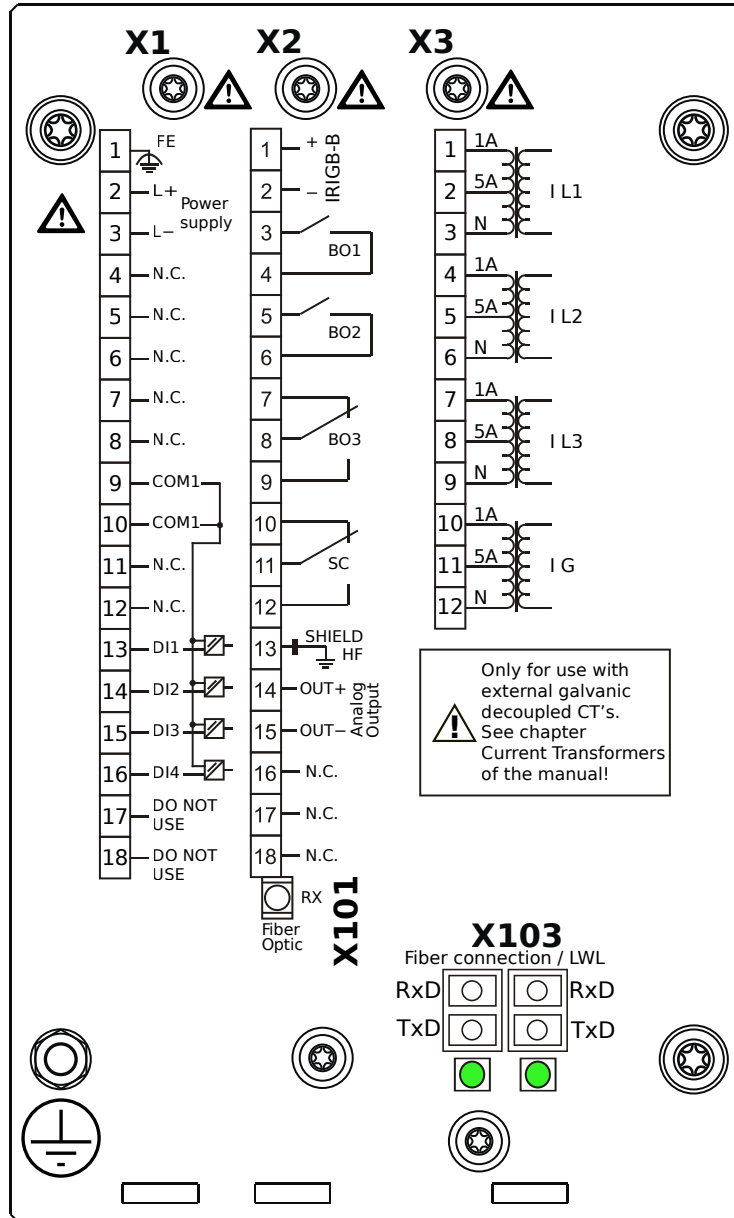 X1
X2
X3
1 FE
2 L+
Power
supply
3 L−
4 N.C.
5 N.C.
6 N.C.
7 N.C.
8 N.C.
9 COM1
10 COM1
11 N.C.
12 N.C.
13 DI1
14 DI2
15 DI3
16 DI4
17 DO NOT
USE
18 DO NOT
USE
1 +
2 −
IRIGB-B
3
BO1
4
5
BO2
6
7
8 BO3
9
10
11 SC
12
13 SHIELD
HF
14 OUT+
15 OUT−
Analog
Output
16 N.C.
17 N.C.
18 N.C.
RX
Fiber
Optic
X101
1 1A
2 5A I L1
3 N
4 1A
5 5A I L2
6 N
7 1A
8 5A I L3
9 N
10 1A
11 5A I G
12 N
Only for use with
external galvanic
decoupled CT’s.
See chapter
Current Transformers
of the manual!
X103
Fiber connection / LWL
RxD RxD
TxD TxD